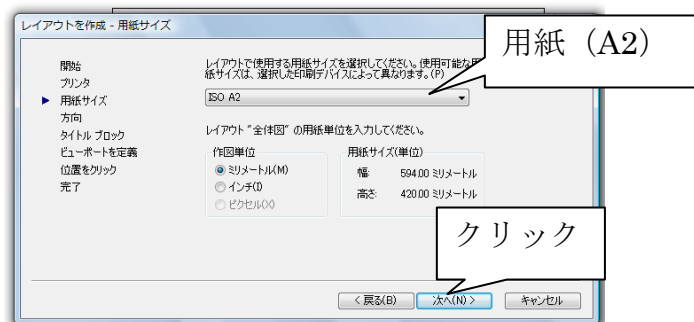 レイアウトを作成 - 用紙サイズ
用紙（A2）
開始
プリンタ
用紙サイズ
方向
タイトル ブロック
ビューポートを定義
位置をクリック
完了
レイアウトで使用する用紙サイズを選択してください。使用可能な
紙サイズは、選択した印刷デバイスによって異なります。(P)
ISO A2
レイアウト "全体図" の用紙単位を入力してください。
作図単位
ミリメートル(M)
インチ(I)
ピクセル(X)
用紙サイズ(単位)
幅: 594.00 ミリメートル
高さ: 420.00 ミリメートル
クリック
< 戻る(B)
次へ(N) >
キャンセル